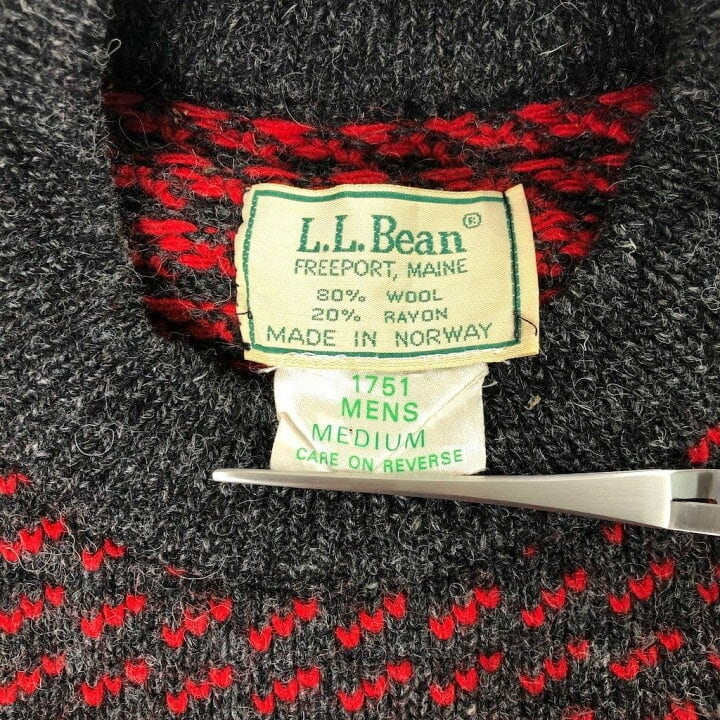 L.L.Bean®
FREEPORT, MAINE
80% WOOL
20% RAYON
MADE IN NORWAY
1751
MENS
MEDIUM
CARE ON REVERSE